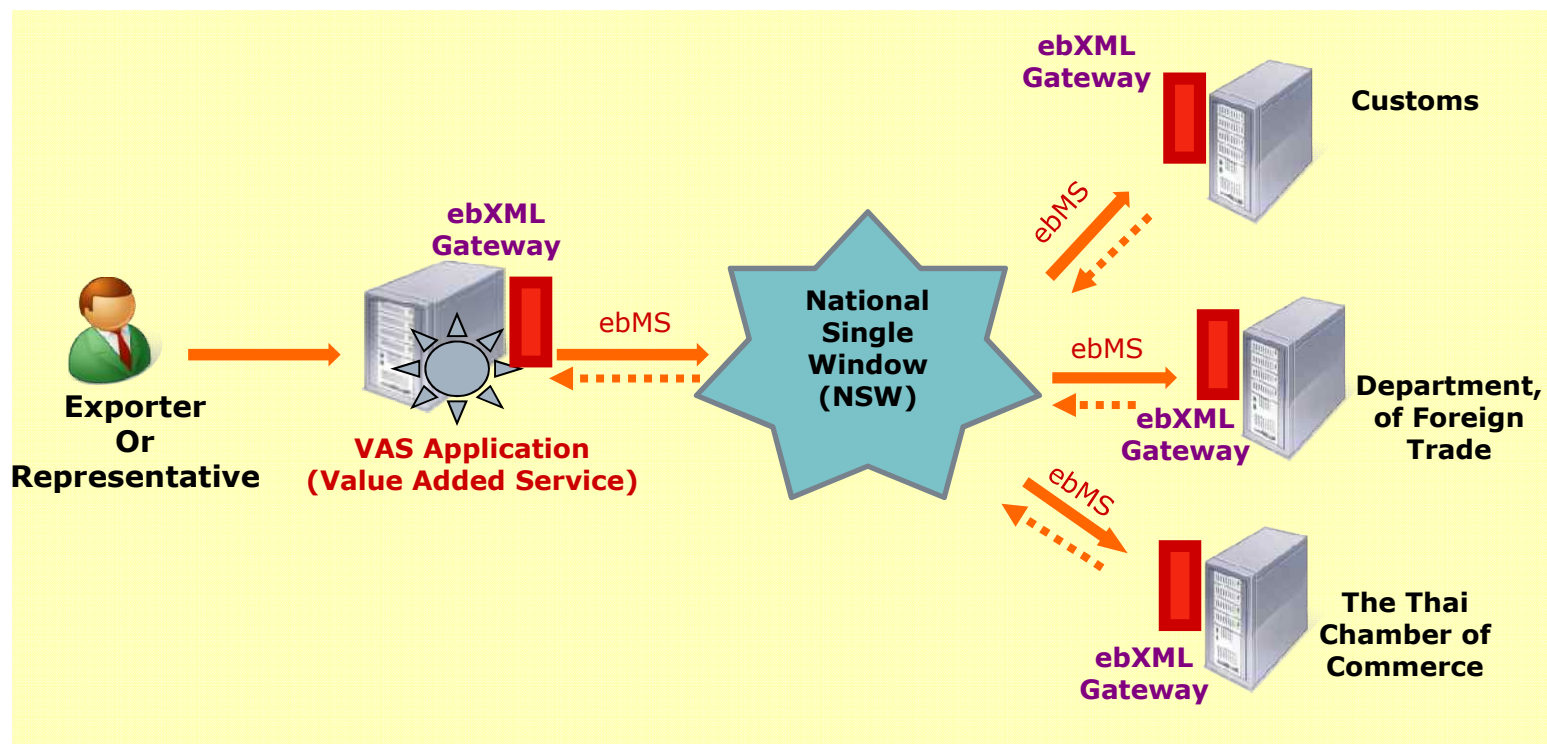 Exporter
Or
Representative
ebXML
Gateway
VAS Application
(Value Added Service)
ebMS
National
Single
Window
(NSW)
ebMS
ebXML
Gateway
Customs
ebMS
ebXML
Gateway
Department,
of Foreign
Trade
ebMS
ebXML
Gateway
The Thai
Chamber of
Commerce